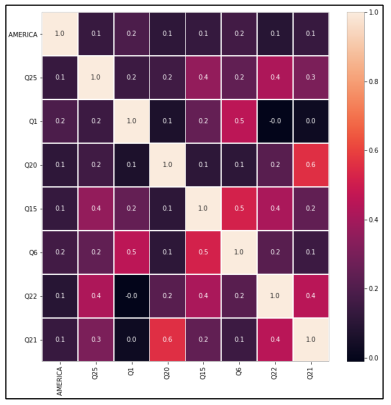 AMERICA 1.0 0.1 0.2 0.1 0.1 0.2 0.1 0.1
Q25 0.1 1.0 0.2 0.2 0.4 0.2 0.4 0.3
Q1 0.2 0.2 1.0 0.1 0.2 0.5 -0.0 0.0
Q20 0.1 0.2 0.1 1.0 0.1 0.1 0.2 0.6
Q15 0.1 0.4 0.2 0.1 1.0 0.5 0.4 0.2
Q6 0.2 0.2 0.5 0.1 0.5 1.0 0.2 0.1
Q22 0.1 0.4 -0.0 0.2 0.4 0.2 1.0 0.4
Q21 0.1 0.3 0.0 0.6 0.2 0.1 0.4 1.0
AMERICA Q25 Q1 Q20 Q15 Q6 Q22 Q21
1.0
0.8
0.6
0.4
0.2
0.0